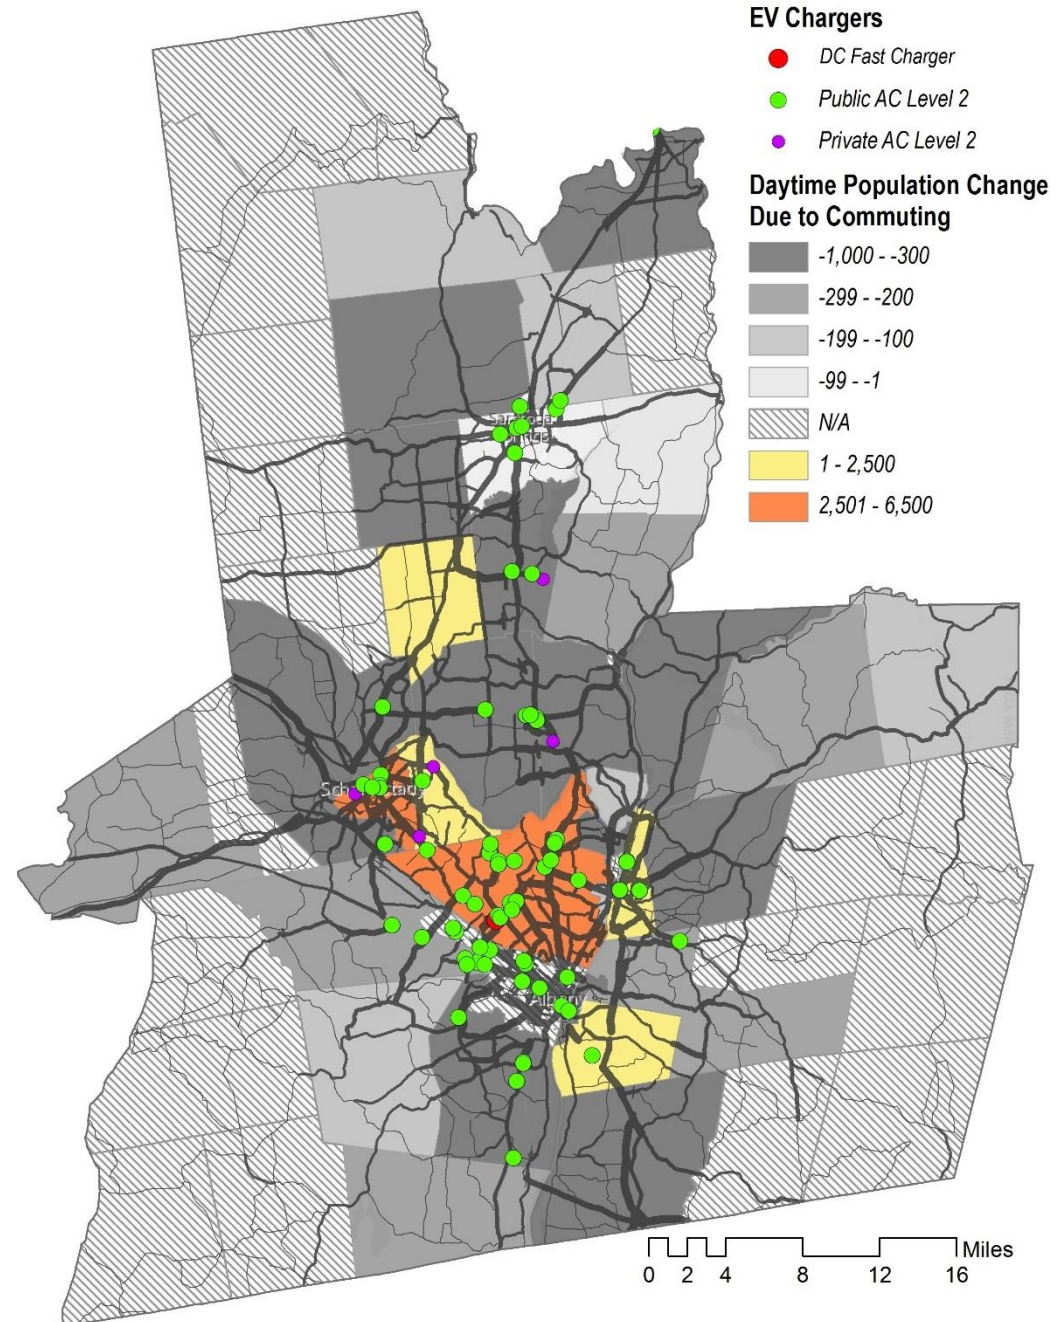 EV Chargers
DC Fast Charger
Public AC Level 2
Private AC Level 2
Daytime Population Change
Due to Commuting
-1,000 - -300
-299 - -200
-199 - -100
-99 - -1
N/A
1 - 2,500
2,501 - 6,500
Albany
Miles
0 2 4 8 12 16